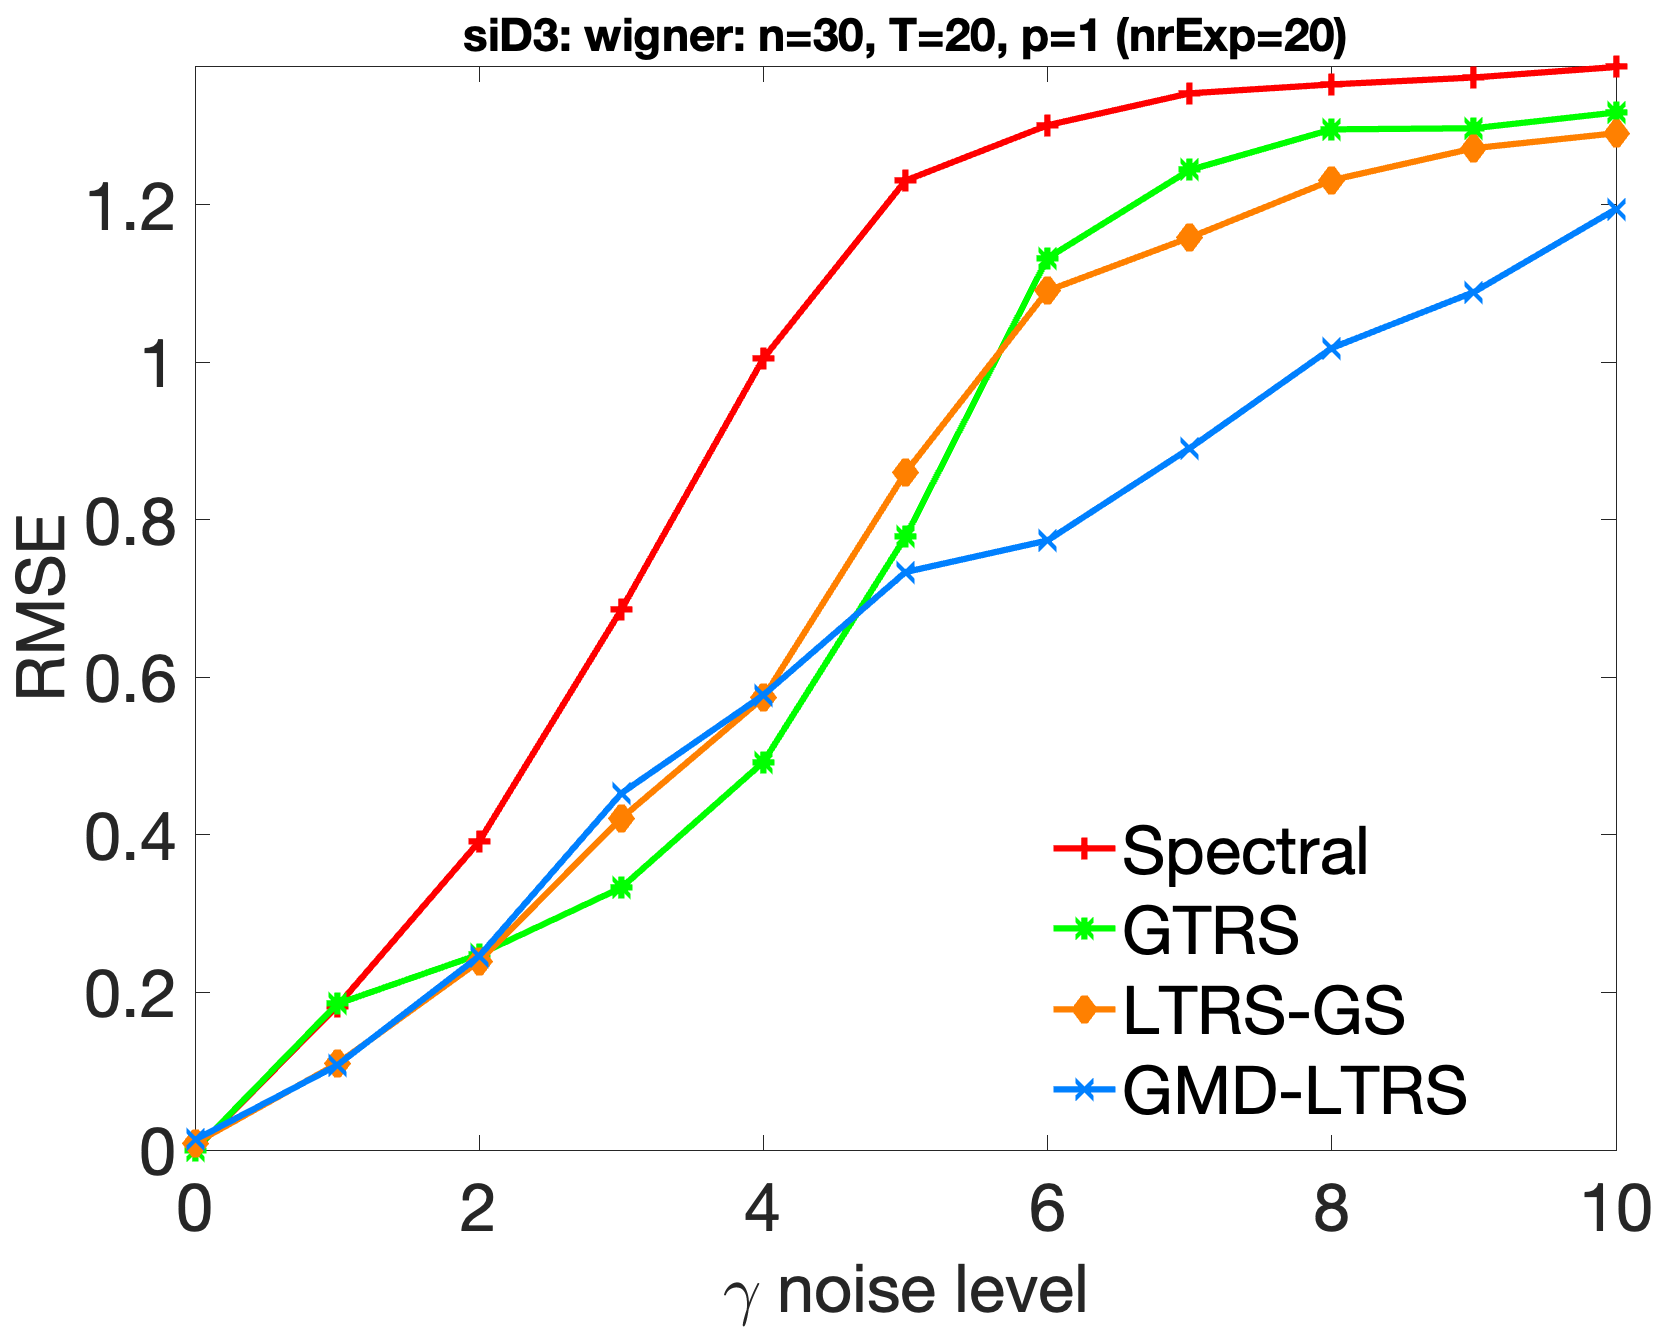 siD3: wigner: n=30, T=20, p=1 (nrExp=20)
RMSE
1.2
1
0.8
0.6
0.4
0.2
0
Spectral
GTRS
LTRS-GS
GMD-LTRS
0 2 4 6 8 10
γ noise level